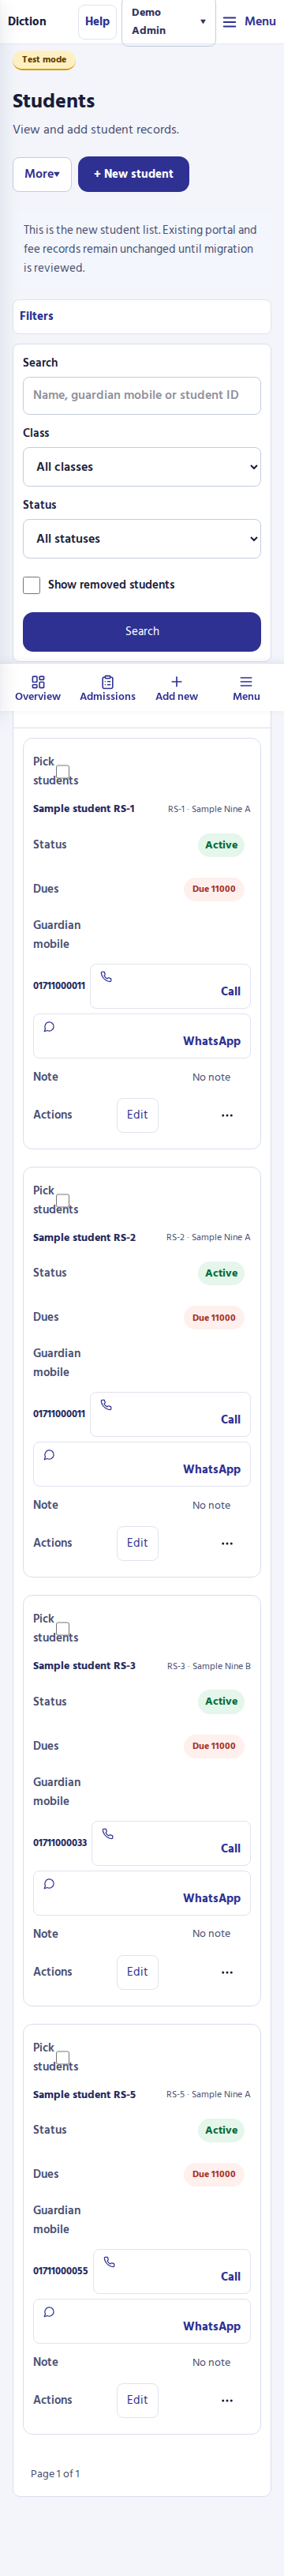 Diction
Help
Demo
Admin
Menu
Test mode
Students
View and add student records.
More
+ New student
This is the new student list. Existing portal and
fee records remain unchanged until migration
is reviewed.
Filters
Search
Name, guardian mobile or student ID
Class
All classes
Status
All statuses
Show removed students
Search
Overview
Admissions
Add new
Menu
Pick
students
Sample student RS-1
RS-1 · Sample Nine A
Status
Active
Dues
Due 11000
Guardian
mobile
01711000011
Call
WhatsApp
Note
No note
Actions
Edit
...
Pick
students
Sample student RS-2
RS-2 · Sample Nine A
Status
Active
Dues
Due 11000
Guardian
mobile
01711000011
Call
WhatsApp
Note
No note
Actions
Edit
...
Pick
students
Sample student RS-3
RS-3 · Sample Nine B
Status
Active
Dues
Due 11000
Guardian
mobile
01711000033
Call
WhatsApp
Note
No note
Actions
Edit
...
Pick
students
Sample student RS-5
RS-5 · Sample Nine A
Status
Active
Dues
Due 11000
Guardian
mobile
01711000055
Call
WhatsApp
Note
No note
Actions
Edit
...
Page 1 of 1